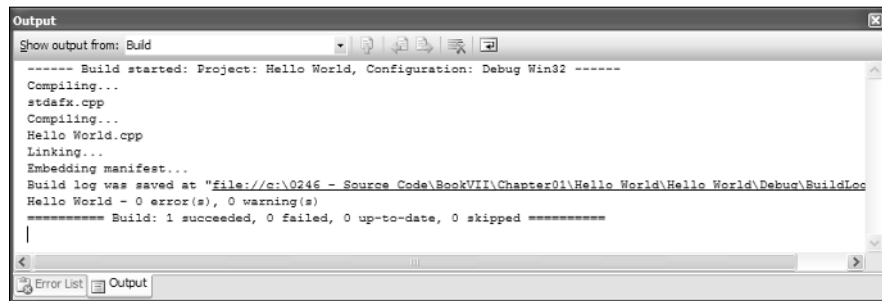 Output
Show output from: Build
------ Build started: Project: Hello World, Configuration: Debug Win32 ------
Compiling...
stdafx.cpp
Compiling...
Hello World.cpp
Linking...
Embedding manifest...
Build log was saved at "file://c:\0246 - Source Code\BookVII\Chapter01\Hello World\Hello World\Debug\BuildLog
Hello World - 0 error(s), 0 warning(s)
========== Build: 1 succeeded, 0 failed, 0 up-to-date, 0 skipped ==========
Error List Output